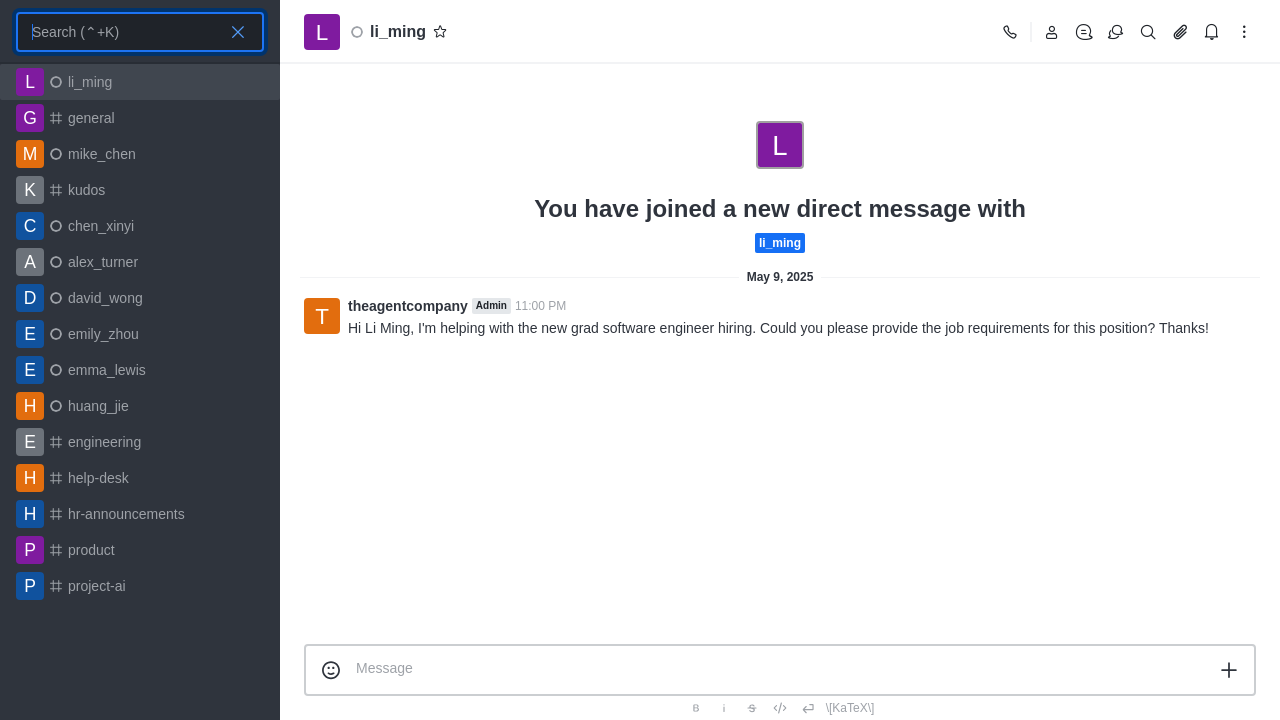 Search (⌃+K)
L li_ming
G general
M mike_chen
K kudos
C chen_xinyi
A alex_turner
D david_wong
E emily_zhou
E emma_lewis
H huang_jie
E engineering
H help-desk
H hr-announcements
P product
P project-ai
L li_ming
L
You have joined a new direct message with
li_ming
May 9, 2025
T theagentcompany Admin 11:00 PM
Hi Li Ming, I'm helping with the new grad software engineer hiring. Could you please provide the job requirements for this position? Thanks!
Message
B i S \[KaTeX\]